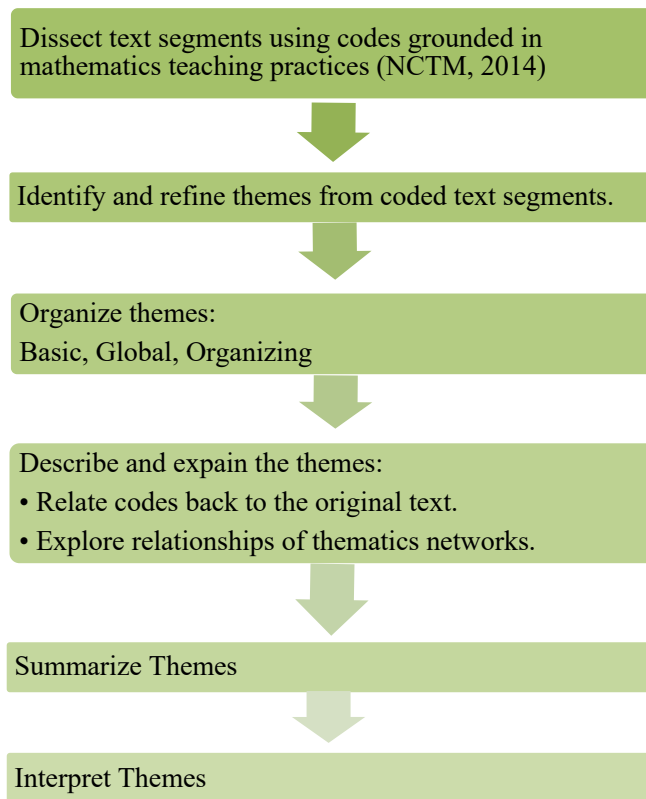 Dissect text segments using codes grounded in
mathematics teaching practices (NCTM, 2014)
Identify and refine themes from coded text segments.
Organize themes:
Basic, Global, Organizing
Describe and expain the themes:
• Relate codes back to the original text.
• Explore relationships of thematics networks.
Summarize Themes
Interpret Themes